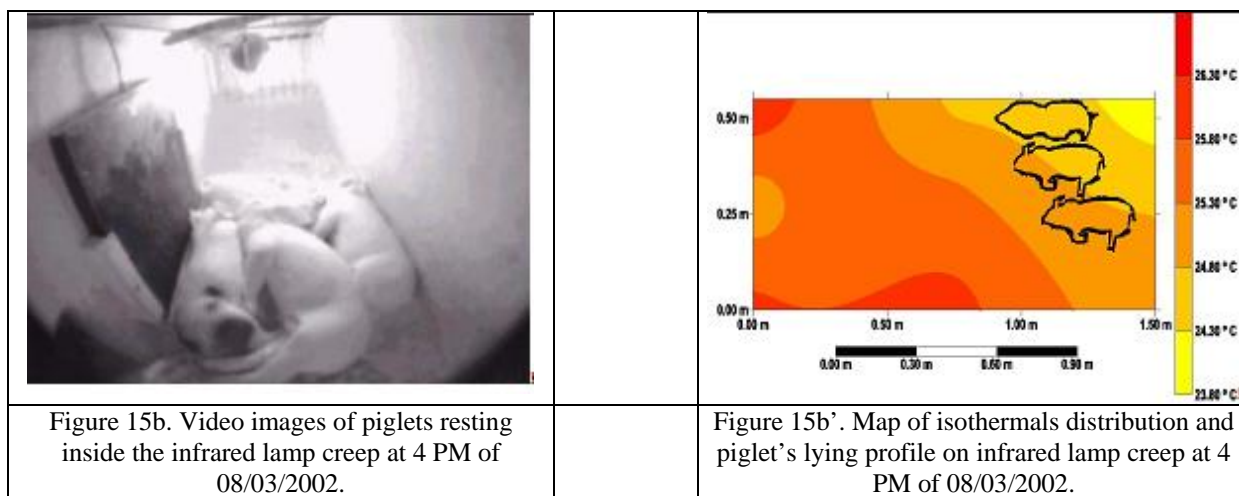 26.30 ° C
25.80 ° C
25.30 ° C
24.80 ° C
24.30 ° C
23.80 ° C
0.50 m
0.25 m
0.00 m
0.00 m 0.50 m 1.00 m 1.50 m
0.00 m 0.30 m 0.60 m 0.90 m
Figure 15b. Video images of piglets resting
inside the infrared lamp creep at 4 PM of
08/03/2002.
Figure 15b’. Map of isothermals distribution and
piglet’s lying profile on infrared lamp creep at 4
PM of 08/03/2002.